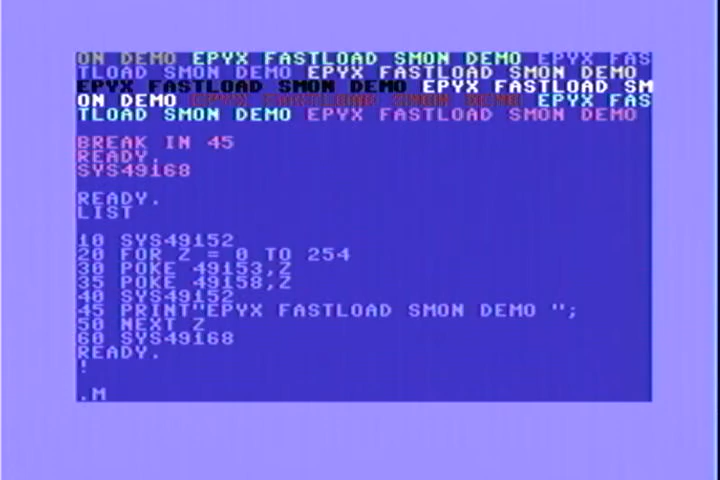 ON DEMO EPYX FASTLOAD SMON DEMO EPYX FAS
TLOAD SMON DEMO EPYX FASTLOAD SMON DEMO
EPYX FASTLOAD SMON DEMO EPYX FASTLOAD SM
ON DEMO EPYX FASTLOAD SMON DEMO EPYX FAS
TLOAD SMON DEMO EPYX FASTLOAD SMON DEMO
BREAK IN 45
READY.
SYS49168
READY.
LIST
10 SYS49152
20 FOR Z = 0 TO 254
30 POKE 49153,Z
35 POKE 49158,Z
40 SYS49152
45 PRINT"EPYX FASTLOAD SMON DEMO ";
50 NEXT Z
60 SYS49168
READY.
!
.M